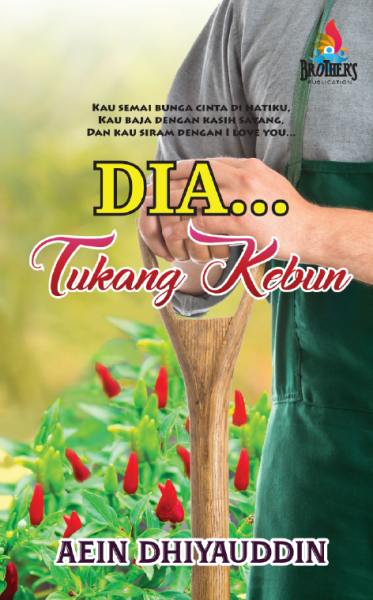 BROTHER'S
PUBLICATION
KAU SEMAI BUNGA CINTA DI HATIKU,
KAU BAJA DENGAN KASIH SAYANG,
DAN KAU SIRAM DENGAN I LOVE YOU...
DIA...
Tukang Kebun
AEIN DHIYAUDDIN